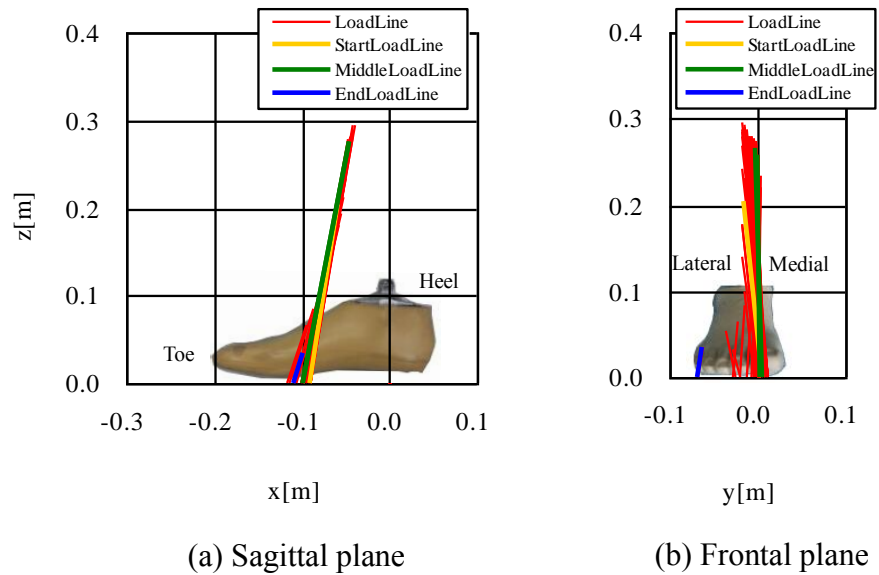 LoadLine
StartLoadLine
MiddleLoadLine
EndLoadLine
0.4
0.3
0.2
0.1
0.0
z[m]
Toe
Heel
-0.3
-0.2
-0.1
0.0
0.1
x[m]
(a) Sagittal plane
LoadLine
StartLoadLine
MiddleLoadLine
EndLoadLine
0.4
0.3
0.2
0.1
0.0
Lateral
Medial
-0.1
0.0
0.1
y[m]
(b) Frontal plane